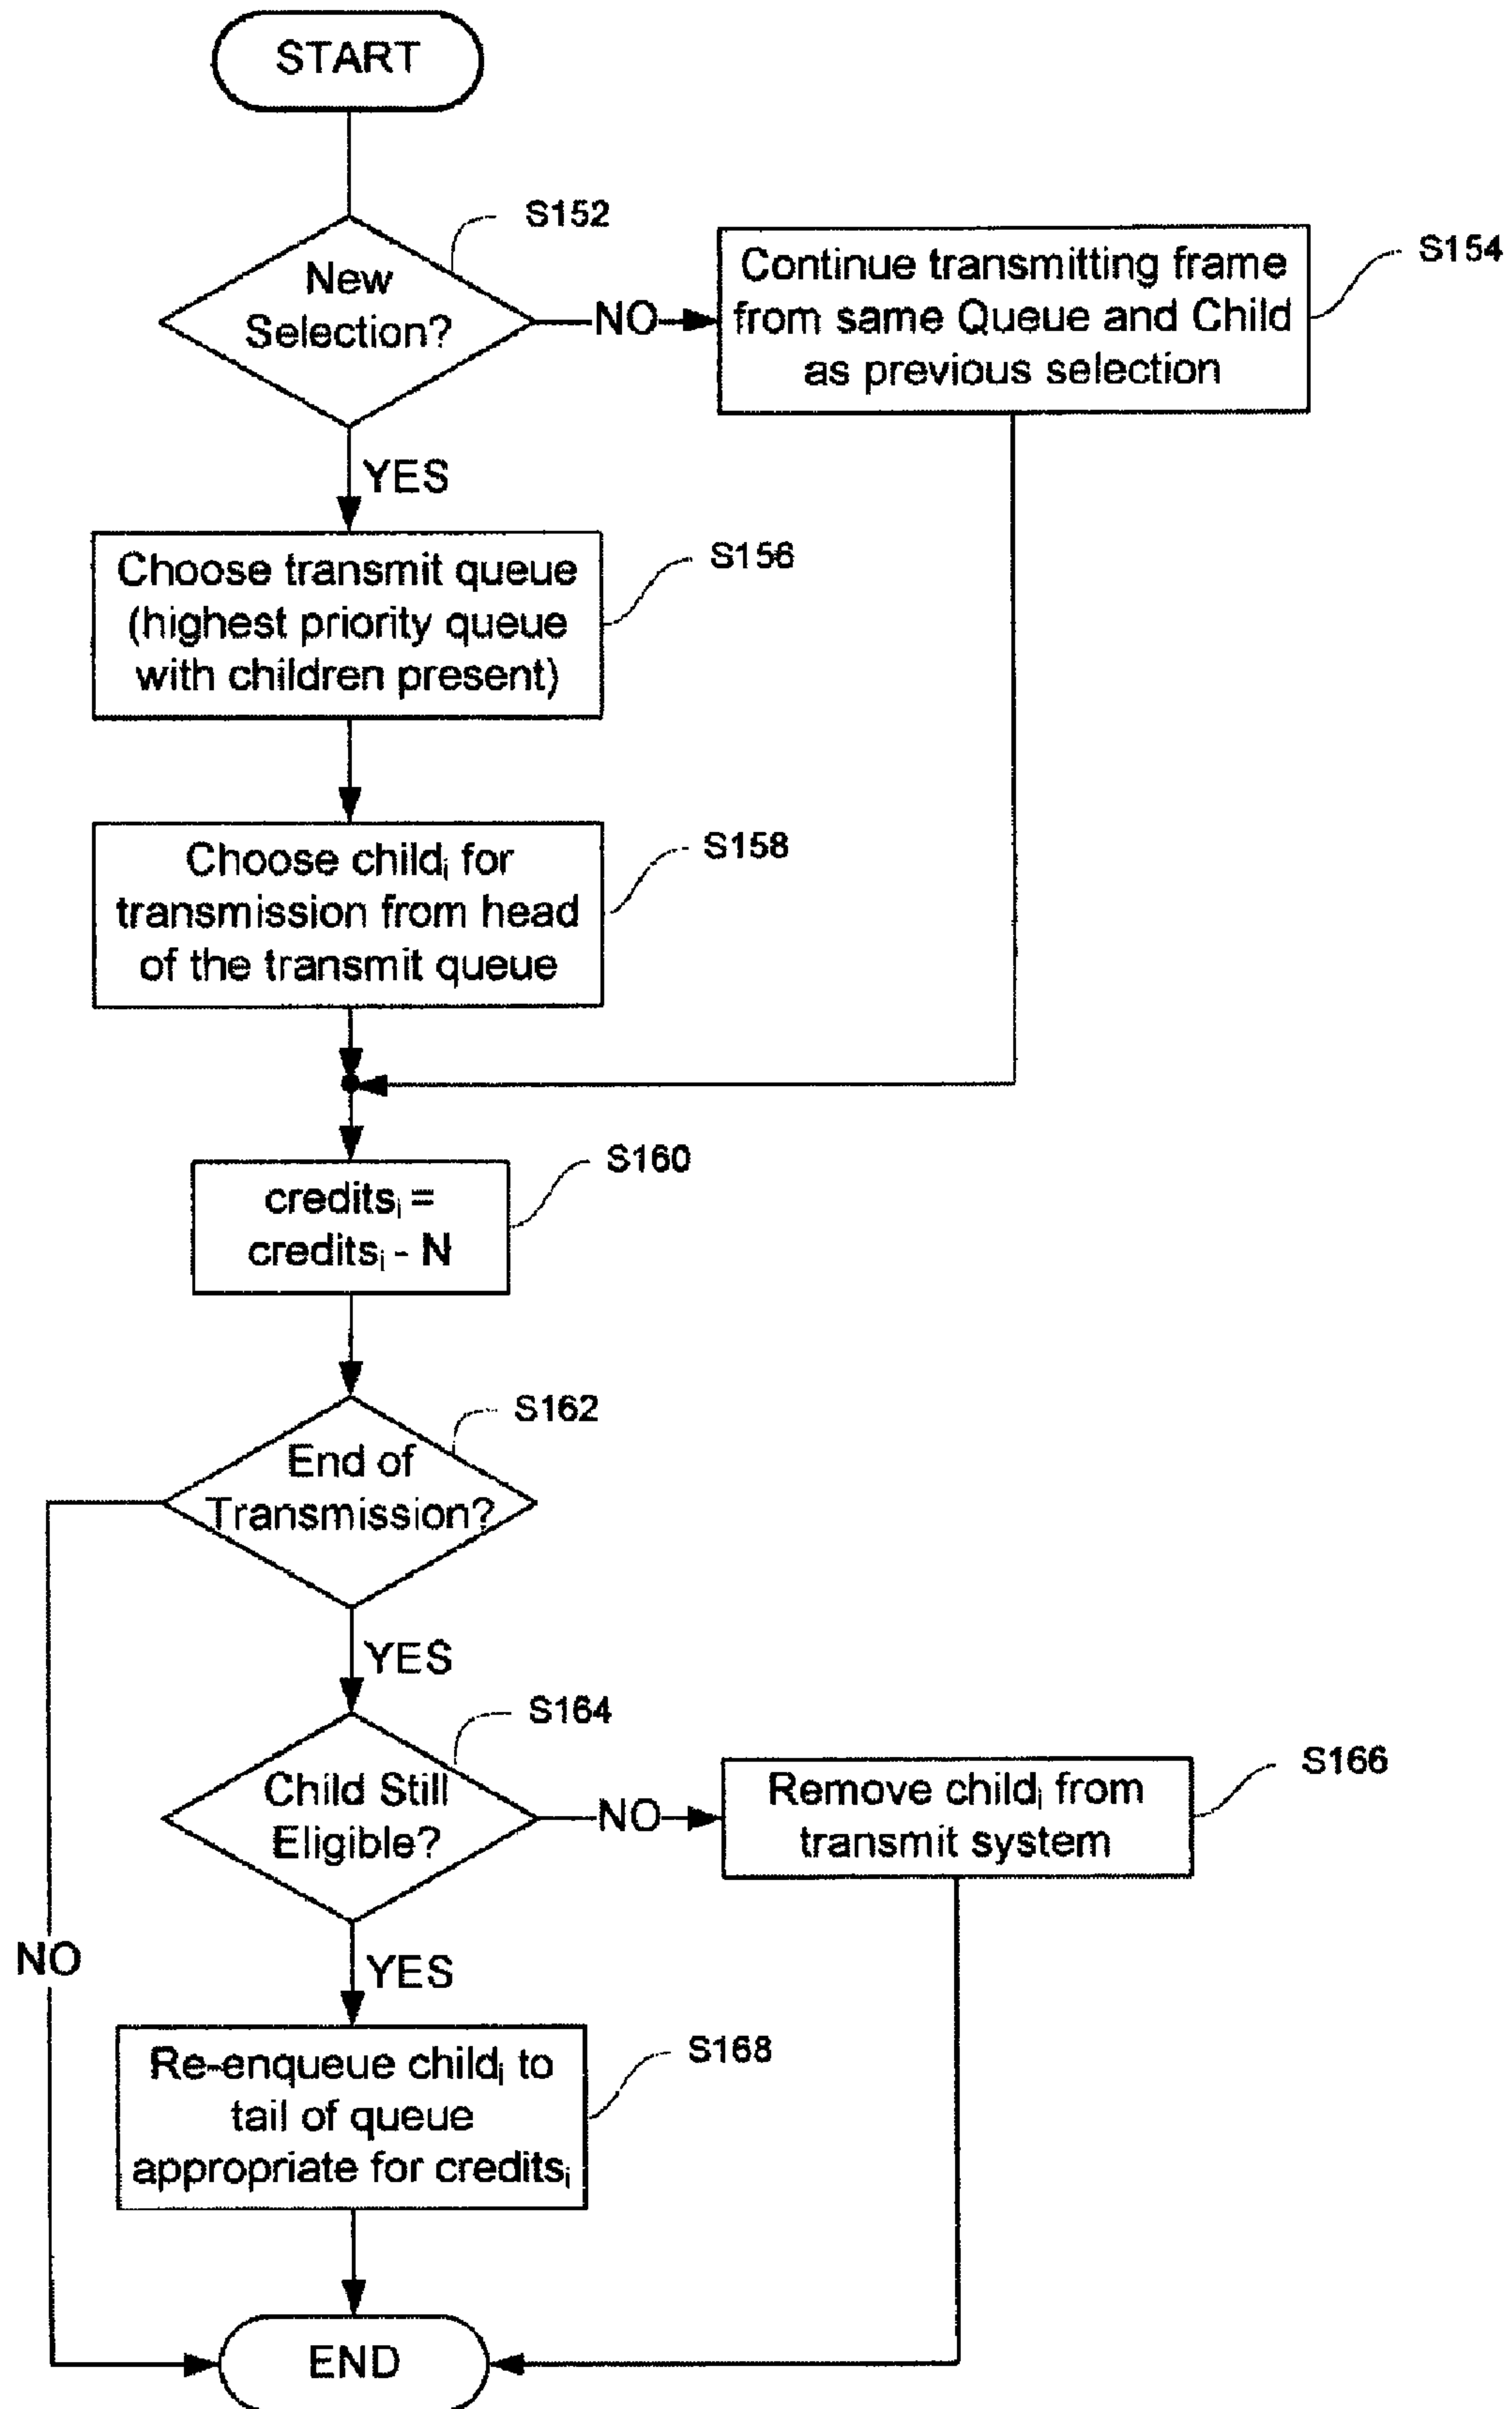 START
S152
New
Selection?
NO
S154
Continue transmitting frame
from same Queue and Child
as previous selection
YES
S156
Choose transmit queue
(highest priority queue
with children present)
S158
Choose childᵢ for
transmission from head
of the transmit queue
S160
creditsᵢ =
creditsᵢ - N
S162
End of
Transmission?
YES
S164
Child Still
Eligible?
NO
S166
Remove childᵢ from
transmit system
NO
YES
S168
Re-enqueue childᵢ to
tail of queue
appropriate for creditsᵢ
END